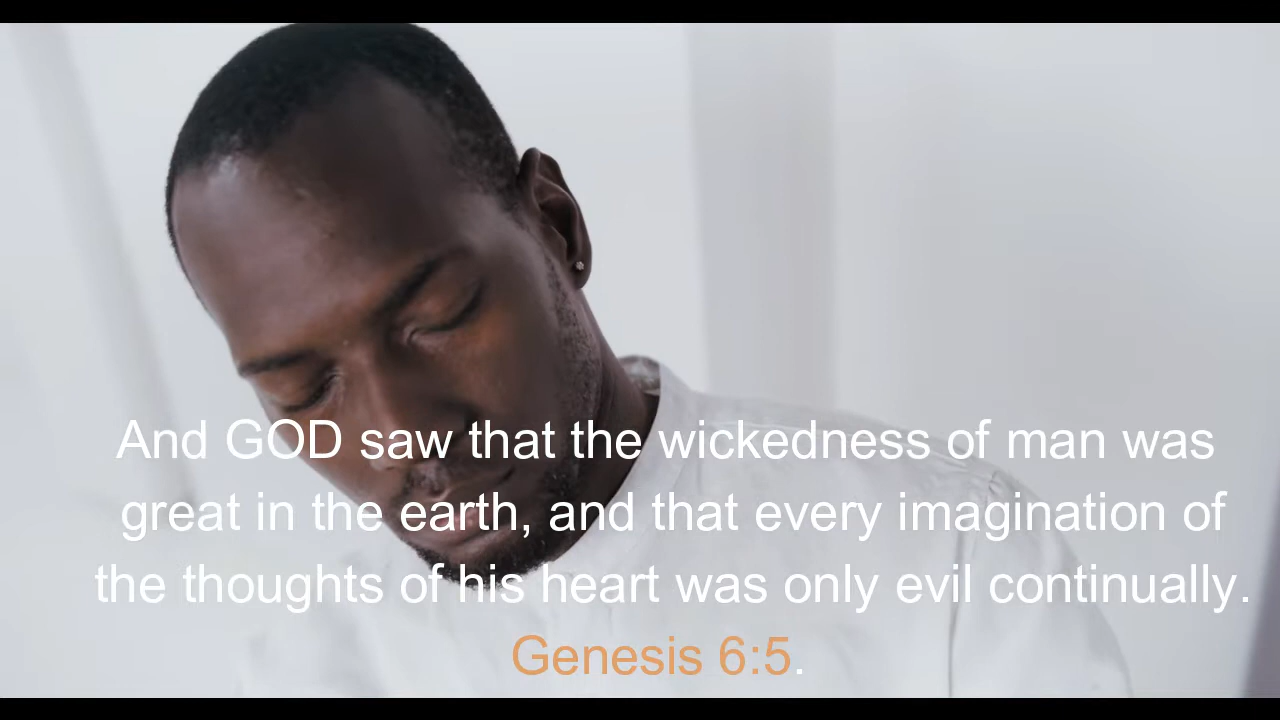 And GOD saw that the wickedness of man was
great in the earth, and that every imagination of
the thoughts of his heart was only evil continually.
Genesis 6:5.